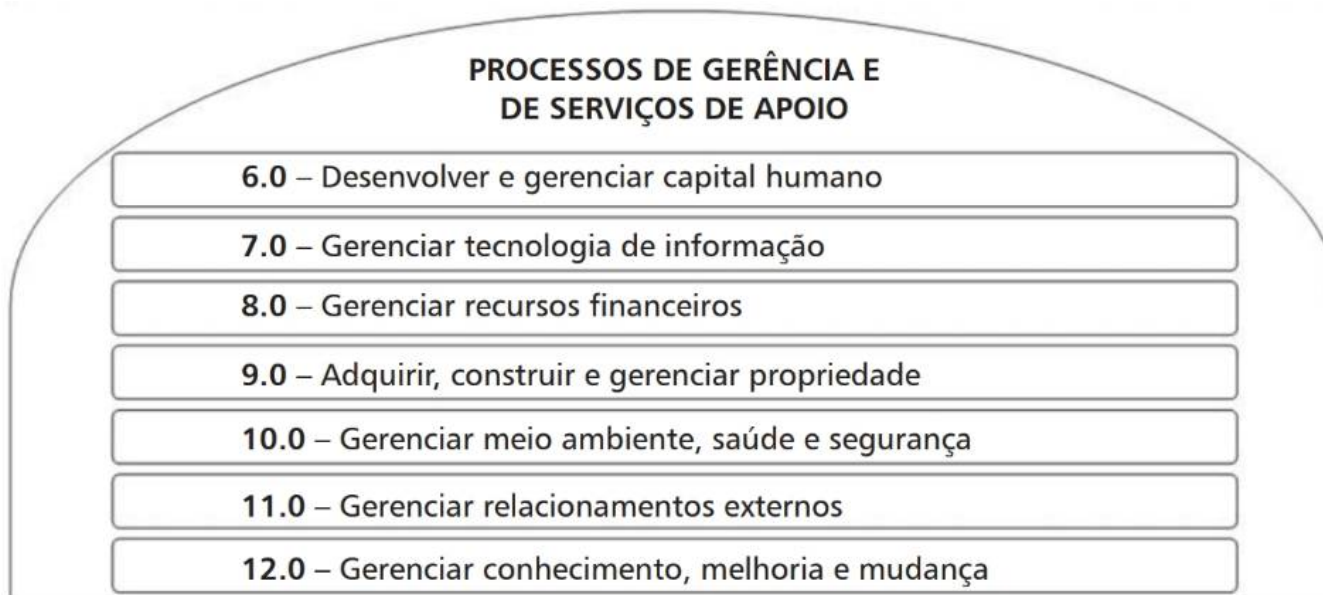 PROCESSOS DE GERÊNCIA E
DE SERVIÇOS DE APOIO
6.0 – Desenvolver e gerenciar capital humano
7.0 – Gerenciar tecnologia de informação
8.0 – Gerenciar recursos financeiros
9.0 – Adquirir, construir e gerenciar propriedade
10.0 – Gerenciar meio ambiente, saúde e segurança
11.0 – Gerenciar relacionamentos externos
12.0 – Gerenciar conhecimento, melhoria e mudança